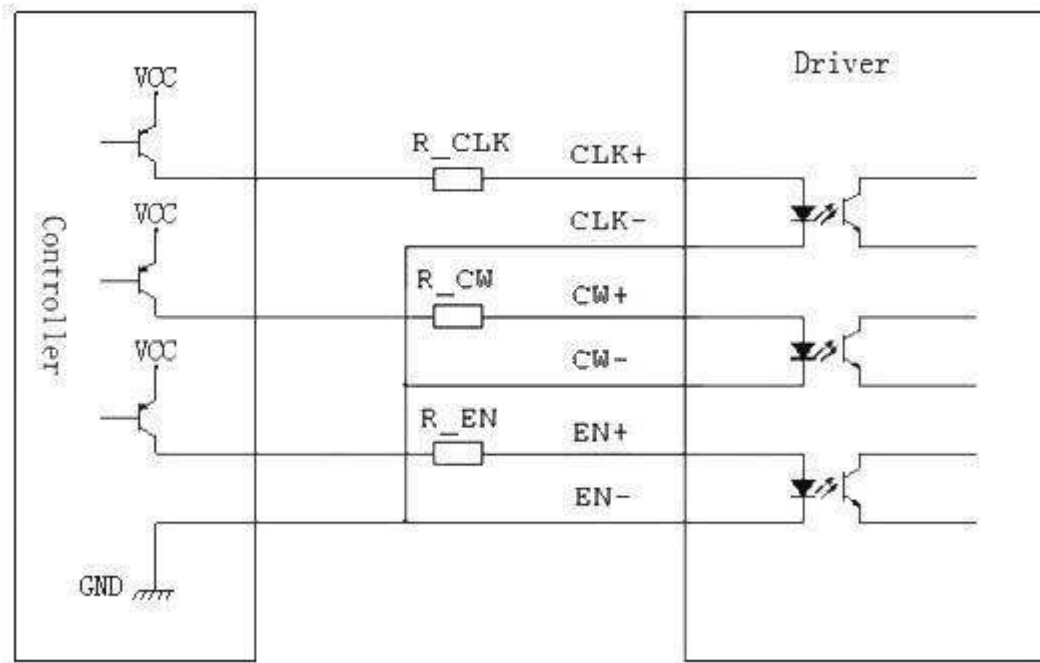 Driver
VCC
R_CLK
CLK+
VCC
CLK-
Controller
R_CW
CW+
VCC
CW-
R_EN
EN+
EN-
GND